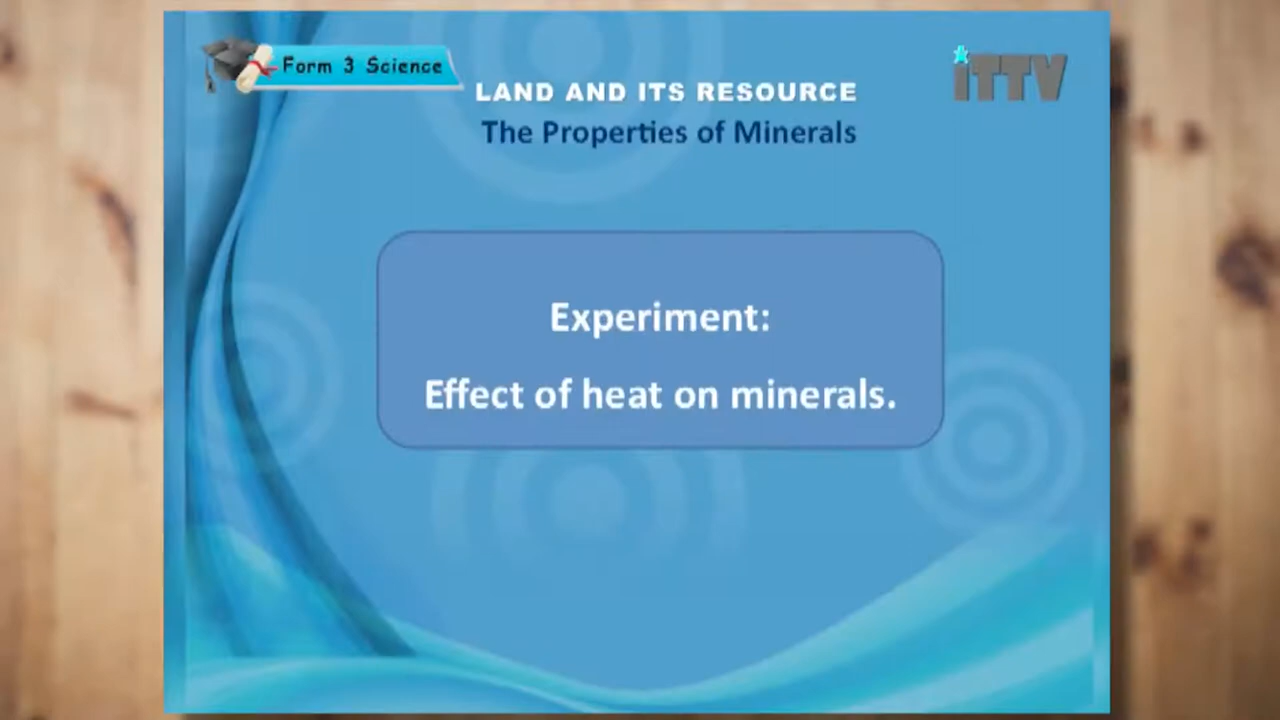 Form 3 Science
iTTV
LAND AND ITS RESOURCE
The Properties of Minerals
Experiment:
Effect of heat on minerals.